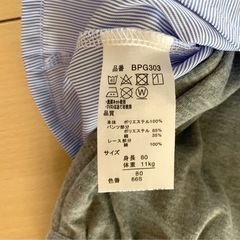 品番 BPG303
品質
本体 ポリエステル100%
パンツ部分 ポリエステル 65%
綿 35%
レース部分 綿 100%
サイズ
身長 80
体重 11kg
80
色番 66S